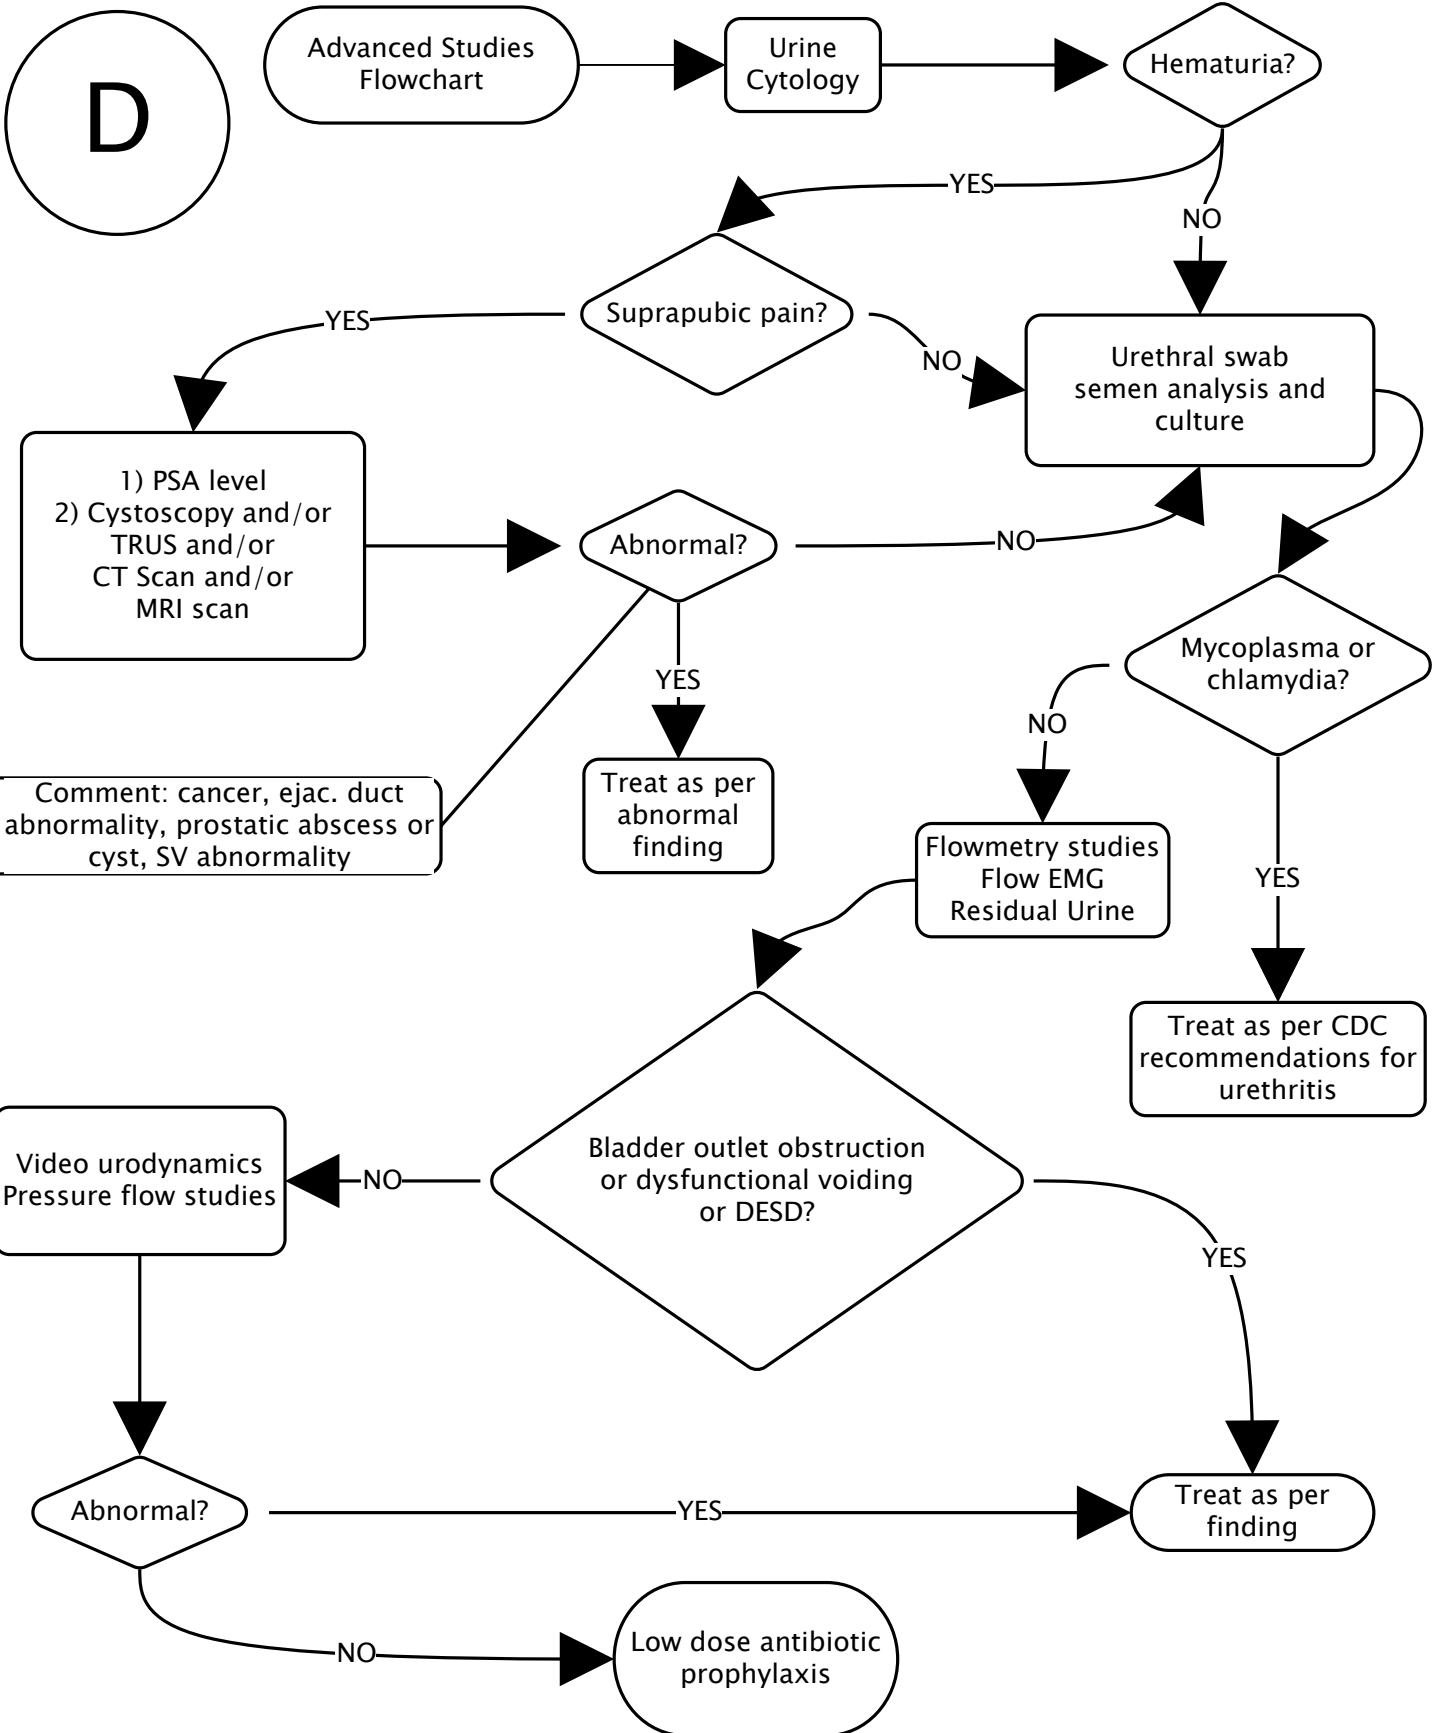 D
Advanced Studies
Flowchart
Urine
Cytology
Hematuria?
YES
NO
Suprapubic pain?
YES
NO
Urethral swab
semen analysis and
culture
1) PSA level
2) Cystoscopy and/or
TRUS and/or
CT Scan and/or
MRI scan
Abnormal?
NO
YES
Mycoplasma or
chlamydia?
NO
YES
Comment: cancer, ejac. duct
abnormality, prostatic abscess or
cyst, SV abnormality
Treat as per
abnormal
finding
Flowmetry studies
Flow EMG
Residual Urine
Treat as per CDC
recommendations for
urethritis
Bladder outlet obstruction
or dysfunctional voiding
or DESD?
NO
YES
Video urodynamics
Pressure flow studies
Abnormal?
YES
Treat as per
finding
NO
Low dose antibiotic
prophylaxis